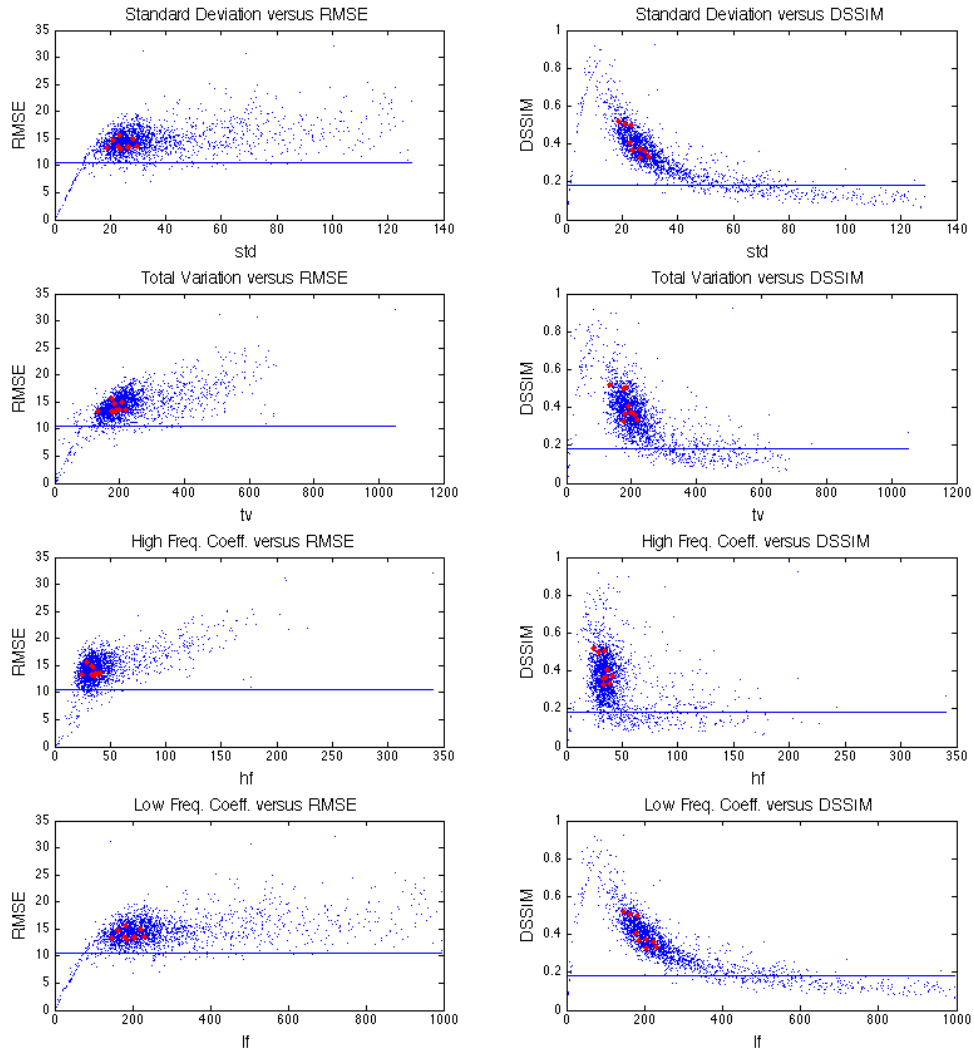 Standard Deviation versus RMSE
35
30
25
20
15
10
5
0
RMSE
0 20 40 60 80 100 120 140
std
Standard Deviation versus DSSIM
1
0.8
0.6
0.4
0.2
0
DSSIM
0 20 40 60 80 100 120 140
std
Total Variation versus RMSE
35
30
25
20
15
10
5
0
RMSE
0 200 400 600 800 1000 1200
tv
Total Variation versus DSSIM
1
0.8
0.6
0.4
0.2
0
DSSIM
0 200 400 600 800 1000 1200
tv
High Freq. Coeff. versus RMSE
35
30
25
20
15
10
5
0
RMSE
0 50 100 150 200 250 300 350
hf
High Freq. Coeff. versus DSSIM
1
0.8
0.6
0.4
0.2
0
DSSIM
0 50 100 150 200 250 300 350
hf
Low Freq. Coeff. versus RMSE
35
30
25
20
15
10
5
0
RMSE
0 200 400 600 800 1000
lf
Low Freq. Coeff. versus DSSIM
1
0.8
0.6
0.4
0.2
0
DSSIM
0 200 400 600 800 1000
lf